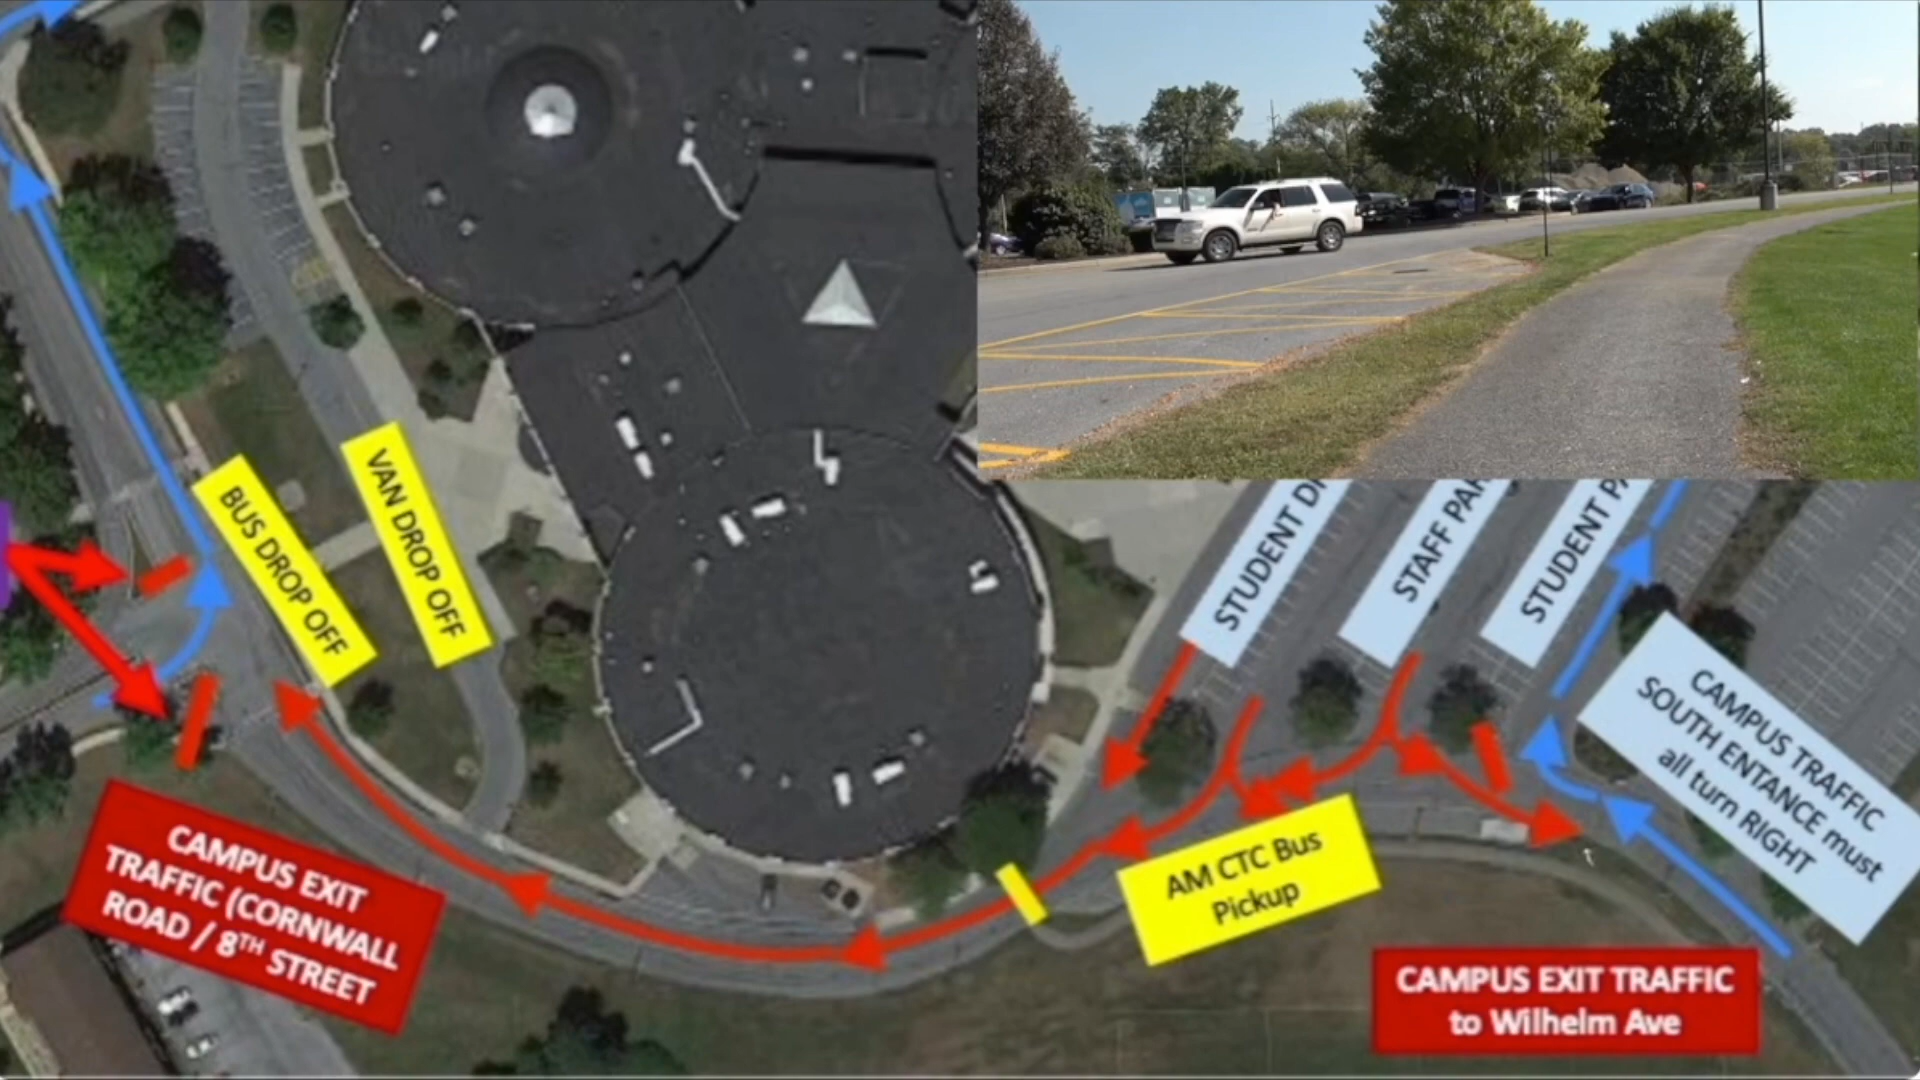 BUS DROP OFF
VAN DROP OFF
STUDENT
STAFF
STUDENT
CAMPUS TRAFFIC
SOUTH ENTANCE must
all turn RIGHT
AM CTC Bus
Pickup
CAMPUS EXIT
TRAFFIC (CORNWALL
ROAD / 8TH STREET
CAMPUS EXIT TRAFFIC
to Wilhelm Ave